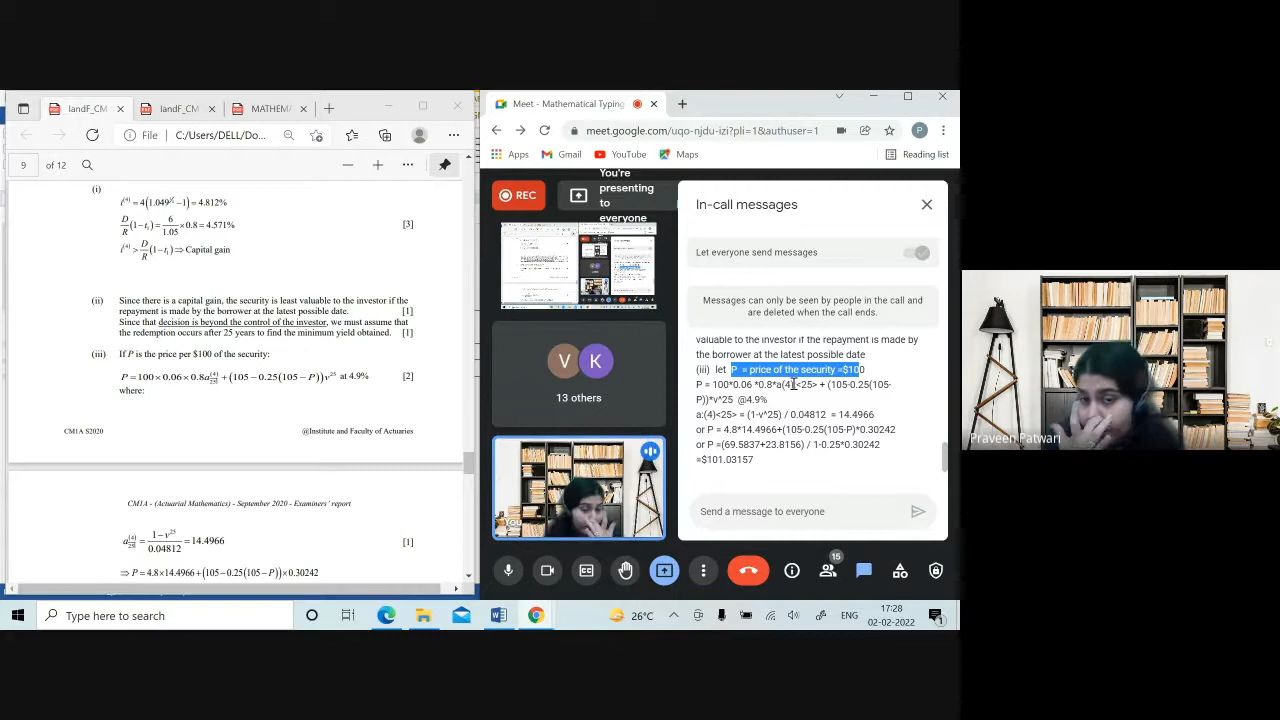 IandF_CM
IandF_CM
MATHEMA
File
C:/Users/DELL/Do...
9 of 12
(i)
i⁽⁴⁾ = 4(1.049^¼ −1) = 4.812%
D/R (1−t₁) = 6/1.05 × 0.8 = 4.571%
[3]
i⁽⁴⁾ > D/R (1−t₁) ⇒ Capital gain
(ii) Since there is a capital gain, the security is least valuable to the investor if the
repayment is made by the borrower at the latest possible date. [1]
Since that decision is beyond the control of the investor, we must assume that
the redemption occurs after 25 years to find the minimum yield obtained. [1]
(iii) If P is the price per $100 of the security:
P = 100×0.06×0.8a⁽⁴⁾25 + (105−0.25(105−P))v²⁵ at 4.9% [2]
where:
CM1A S2020 @Institute and Faculty of Actuaries
CM1A - (Actuarial Mathematics) - September 2020 - Examiners' report
a⁽⁴⁾25 = 1−v²⁵/0.04812 = 14.4966 [1]
⇒ P = 4.8×14.4966+(105−0.25(105−P))×0.30242
Type here to search
Meet - Mathematical Typing
meet.google.com/uqo-njdu-izi?pli=1&authuser=1
P
Apps Gmail YouTube Maps Reading list
REC
You're
presenting
to
everyone
V K
13 others
You
In-call messages
Let everyone send messages
Messages can only be seen by people in the call and
are deleted when the call ends.
valuable to the investor if the repayment is made by
the borrower at the latest possible date
(iii) let P = price of the security =$100
P = 100*0.06 *0.8*a(4)<25> + (105-0.25(105-
P))*v^25 @4.9%
a:(4)<25> = (1-v^25) / 0.04812 = 14.4966
or P = 4.8*14.4966+(105-0.25(105-P)*0.30242
or P =(69.5837+23.8156) / 1-0.25*0.30242
=$101.03157
Send a message to everyone
15
26°C
ENG
17:28
02-02-2022
1
Praveen Patwari